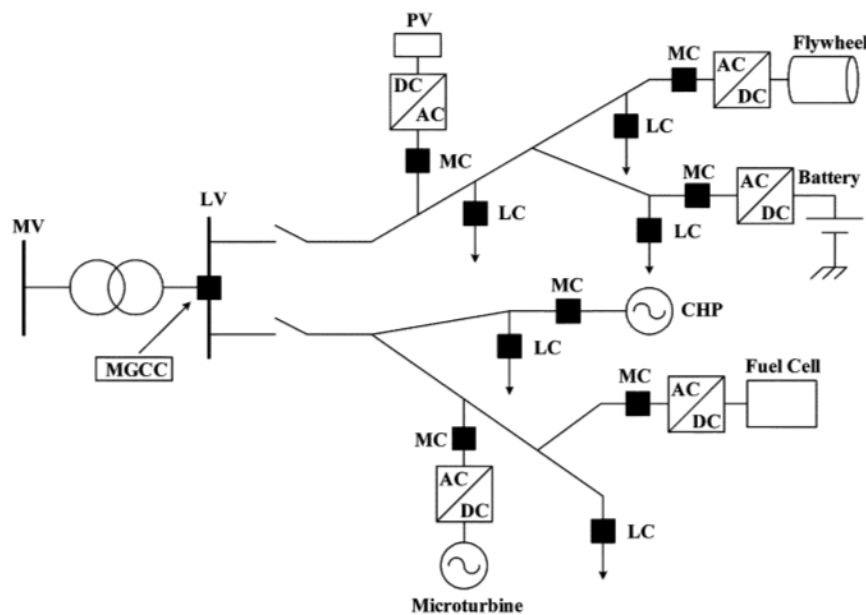 PV
DC
AC
MC
LC
MC
AC
DC
Flywheel
LC
MC
AC
DC
Battery
LC
MV
LV
MGCC
MC
CHP
LC
MC
AC
DC
Fuel Cell
MC
AC
DC
Microturbine
LC